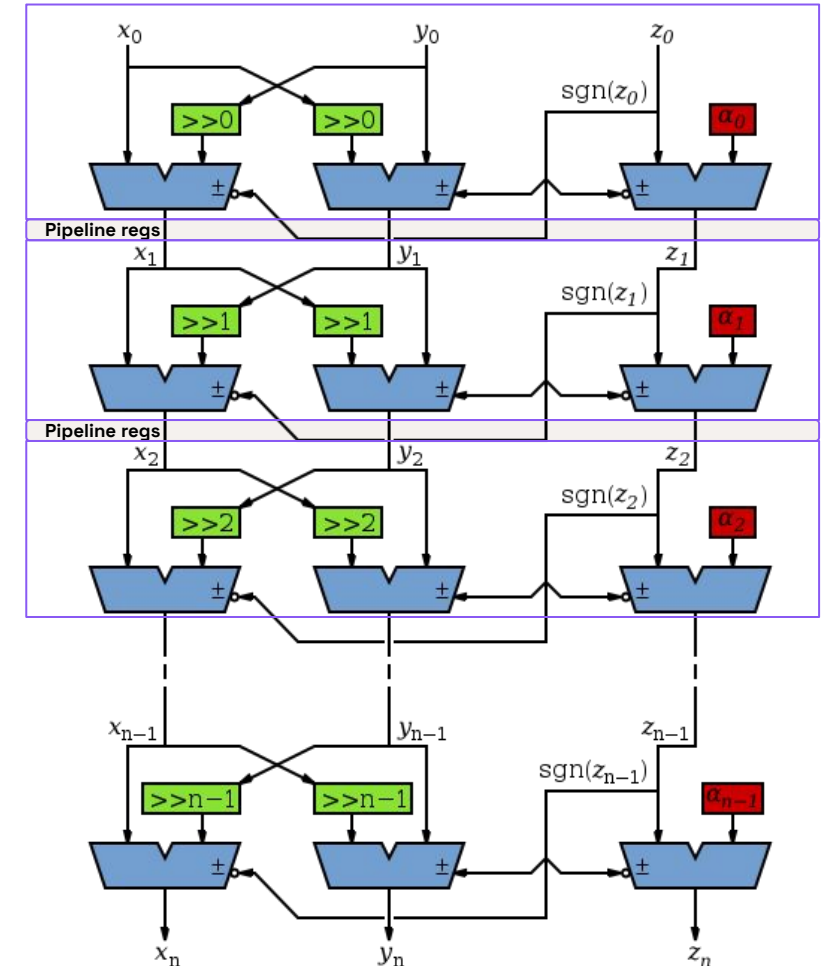 x₀ y₀ z₀
sgn(z₀)
>>0 >>0 α₀
± ± ±
Pipeline regs
x₁ y₁ z₁
sgn(z₁)
>>1 >>1 α₁
± ± ±
Pipeline regs
x₂ y₂ z₂
sgn(z₂)
>>2 >>2 α₂
± ± ±
xₙ₋₁ yₙ₋₁ zₙ₋₁
sgn(zₙ₋₁)
>>n−1 >>n−1 αₙ₋₁
± ± ±
xₙ yₙ zₙ